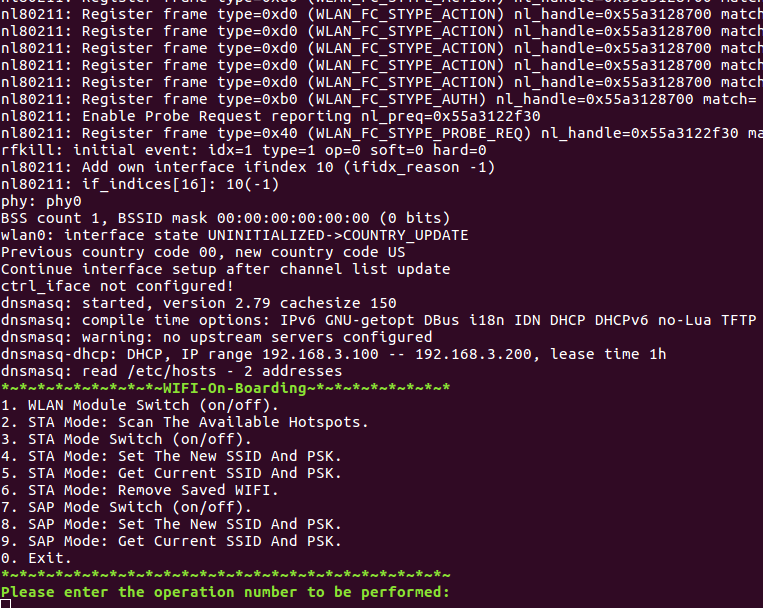 nl80211: Register frame type=0xd0 (WLAN_FC_STYPE_ACTION) nl_handle=0x55a3128700 match
nl80211: Register frame type=0xd0 (WLAN_FC_STYPE_ACTION) nl_handle=0x55a3128700 match
nl80211: Register frame type=0xd0 (WLAN_FC_STYPE_ACTION) nl_handle=0x55a3128700 match
nl80211: Register frame type=0xd0 (WLAN_FC_STYPE_ACTION) nl_handle=0x55a3128700 match
nl80211: Register frame type=0xd0 (WLAN_FC_STYPE_ACTION) nl_handle=0x55a3128700 match
nl80211: Register frame type=0xd0 (WLAN_FC_STYPE_ACTION) nl_handle=0x55a3128700 match
nl80211: Register frame type=0xb0 (WLAN_FC_STYPE_AUTH) nl_handle=0x55a3128700 match=
nl80211: Enable Probe Request reporting nl_preq=0x55a3122f30
nl80211: Register frame type=0x40 (WLAN_FC_STYPE_PROBE_REQ) nl_handle=0x55a3122f30 ma
rfkill: initial event: idx=1 type=1 op=0 soft=0 hard=0
nl80211: Add own interface ifindex 10 (ifidx_reason -1)
nl80211: if_indices[16]: 10(-1)
phy: phy0
BSS count 1, BSSID mask 00:00:00:00:00:00 (0 bits)
wlan0: interface state UNINITIALIZED->COUNTRY_UPDATE
Previous country code 00, new country code US
Continue interface setup after channel list update
ctrl_iface not configured!
dnsmasq: started, version 2.79 cachesize 150
dnsmasq: compile time options: IPv6 GNU-getopt DBus i18n IDN DHCP DHCPv6 no-Lua TFTP
dnsmasq: warning: no upstream servers configured
dnsmasq-dhcp: DHCP, IP range 192.168.3.100 -- 192.168.3.200, lease time 1h
dnsmasq: read /etc/hosts - 2 addresses
*~*~*~*~*~*~*~*~*~WIFI-On-Boarding~*~*~*~*~*~*~*~*
1. WLAN Module Switch (on/off).
2. STA Mode: Scan The Available Hotspots.
3. STA Mode Switch (on/off).
4. STA Mode: Set The New SSID And PSK.
5. STA Mode: Get Current SSID And PSK.
6. STA Mode: Remove Saved WIFI.
7. SAP Mode Switch (on/off).
8. SAP Mode: Set The New SSID And PSK.
9. SAP Mode: Get Current SSID And PSK.
0. Exit.
*~*~*~*~*~*~*~*~*~*~*~*~*~*~*~*~*~*~*~*~*~*~*~*~*~
Please enter the operation number to be performed: